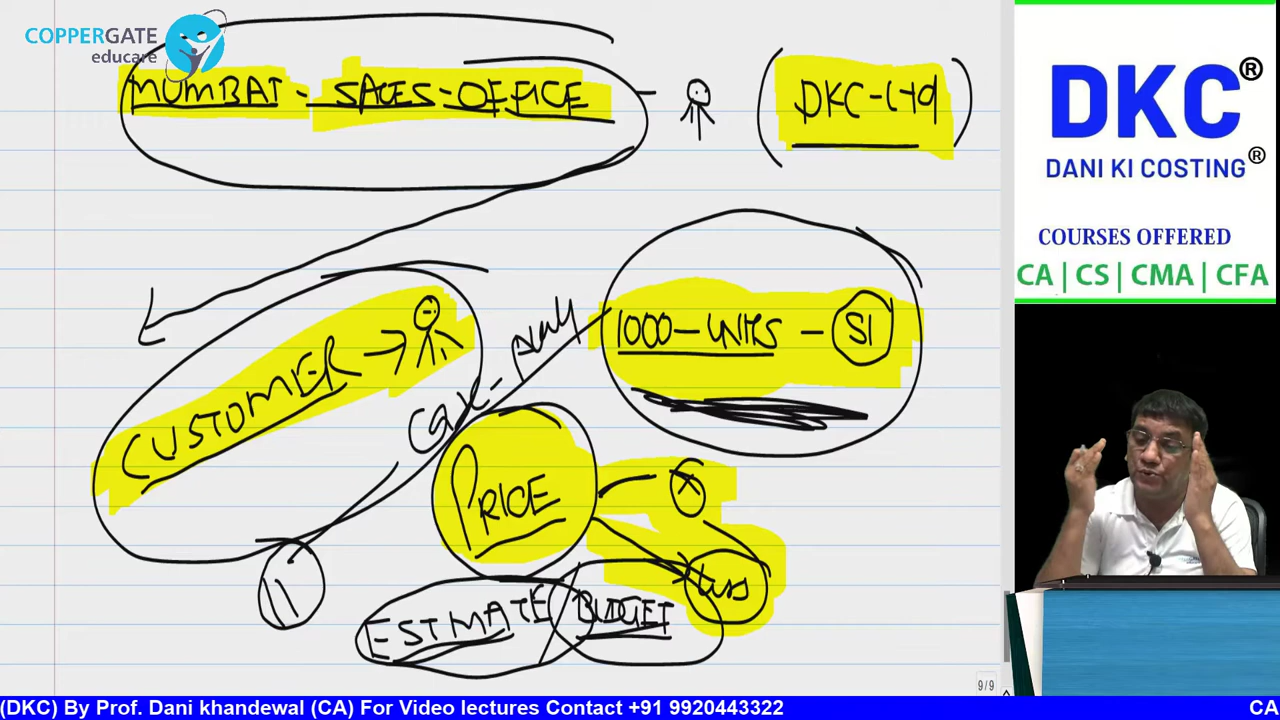 COPPERGATE
educare
MUMBAI - SALES-OFFICE - (DKC-Ltd)
1000-UNITS - S1
CUSTOMER →
PRICE
ESTIMATE / BUDGET
9/9
DKC®
DANI KI COSTING®
COURSES OFFERED
CA | CS | CMA | CFA
(DKC) By Prof. Dani khandewal (CA) For Video lectures Contact +91 9920443322
CA